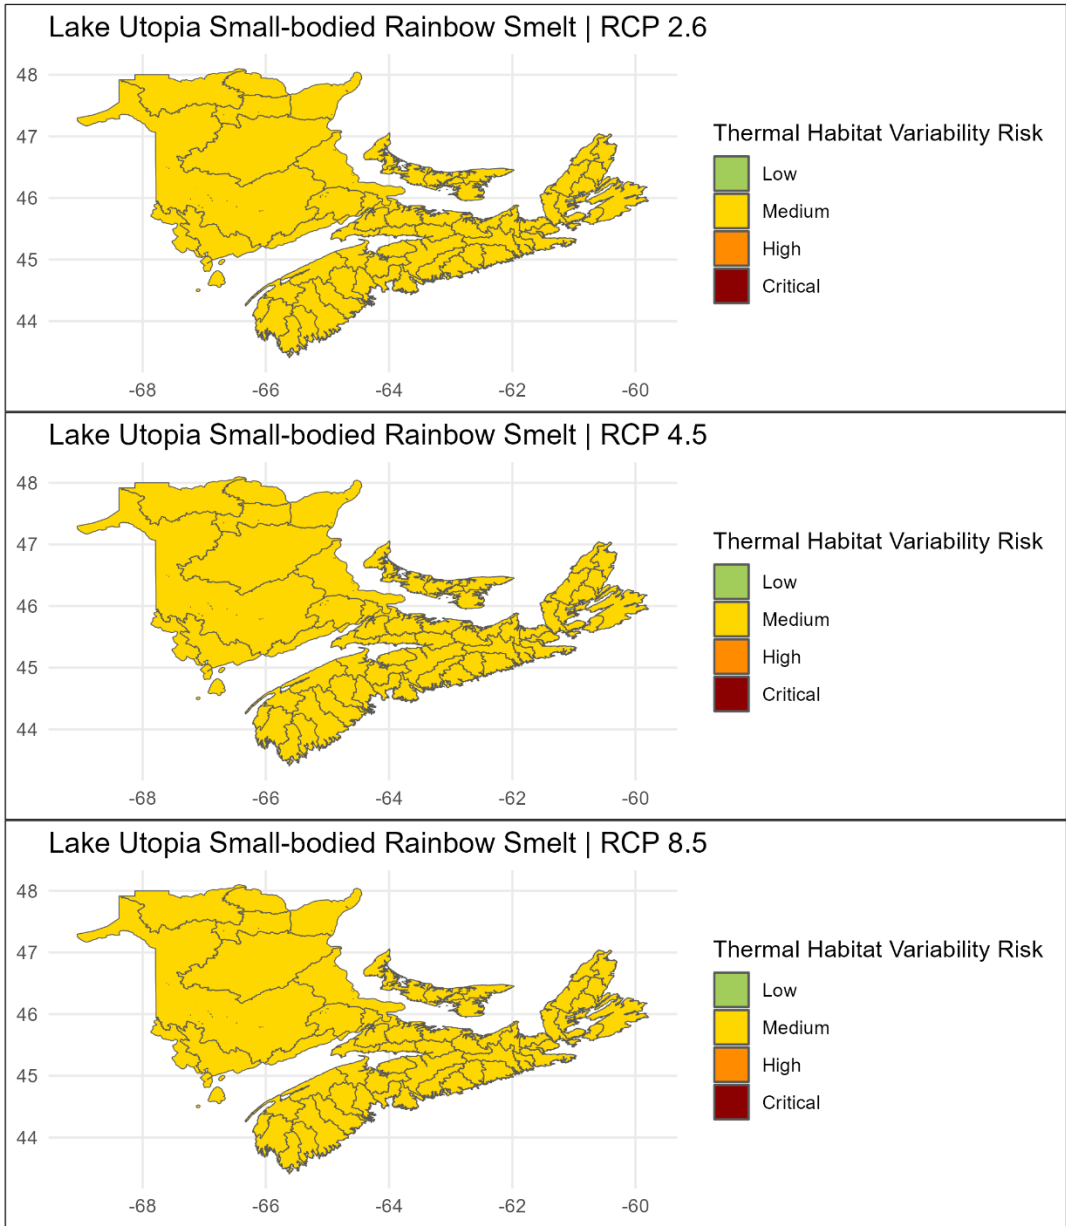 Lake Utopia Small-bodied Rainbow Smelt | RCP 2.6
48
47
46
45
44
-68 -66 -64 -62 -60
Thermal Habitat Variability Risk
Low
Medium
High
Critical
Lake Utopia Small-bodied Rainbow Smelt | RCP 4.5
48
47
46
45
44
-68 -66 -64 -62 -60
Thermal Habitat Variability Risk
Low
Medium
High
Critical
Lake Utopia Small-bodied Rainbow Smelt | RCP 8.5
48
47
46
45
44
-68 -66 -64 -62 -60
Thermal Habitat Variability Risk
Low
Medium
High
Critical